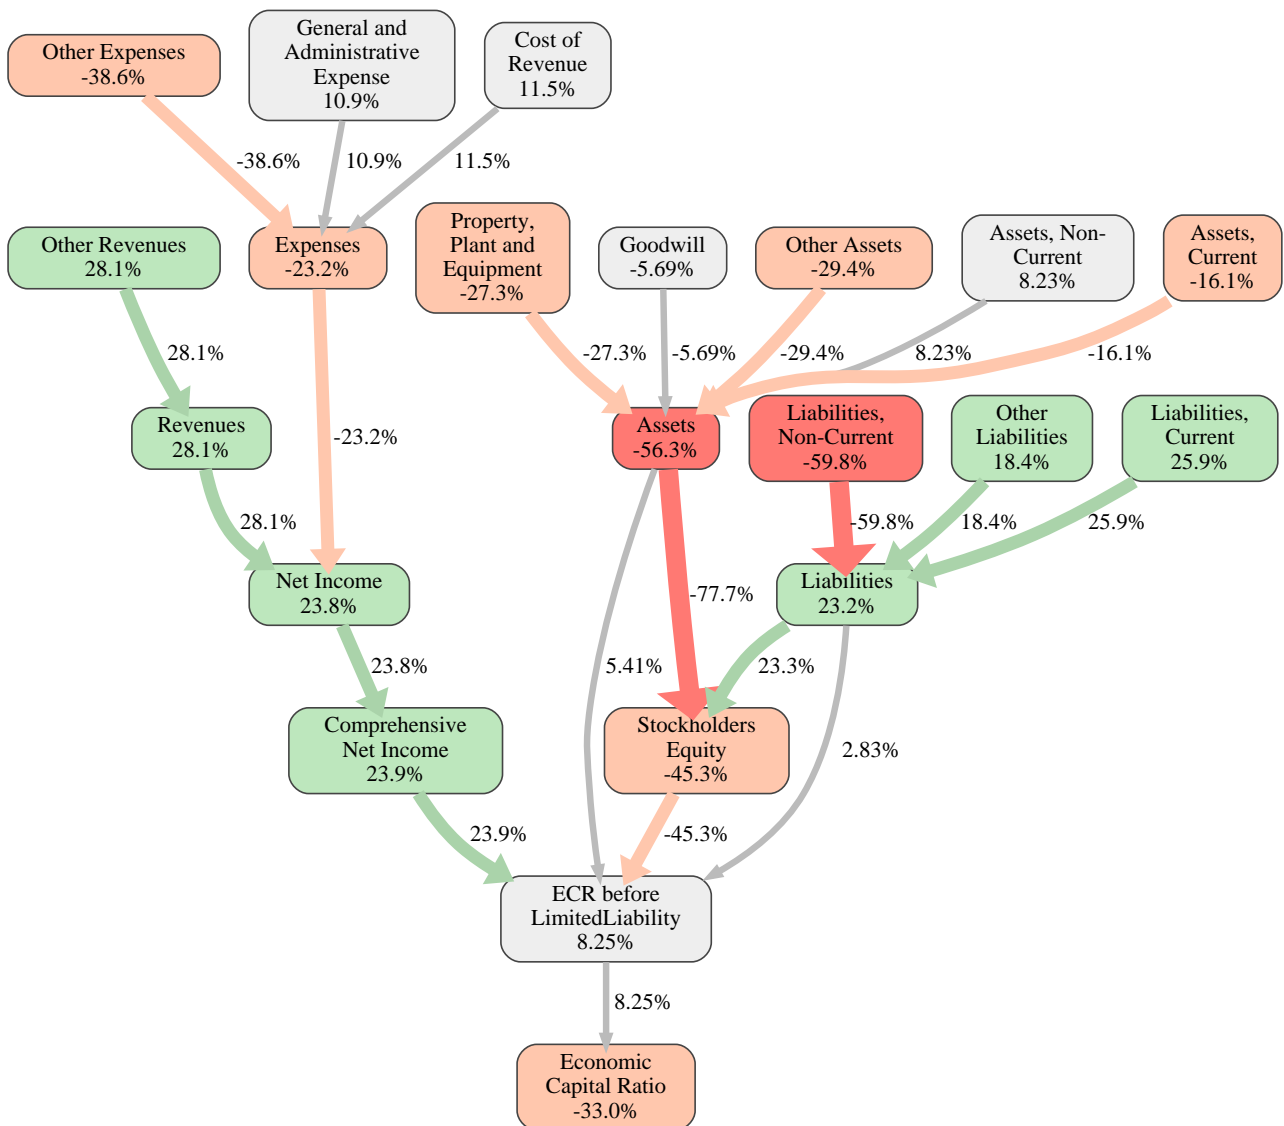 Other Expenses
-38.6%
General and
Administrative
Expense
10.9%
Cost of
Revenue
11.5%
-38.6%
10.9%
11.5%
Other Revenues
28.1%
Expenses
-23.2%
Property,
Plant and
Equipment
-27.3%
Goodwill
-5.69%
Other Assets
-29.4%
Assets, Non-
Current
8.23%
Assets,
Current
-16.1%
28.1%
-27.3%
-5.69%
-29.4%
8.23%
-16.1%
Revenues
28.1%
-23.2%
Assets
-56.3%
Liabilities,
Non-Current
-59.8%
Other
Liabilities
18.4%
Liabilities,
Current
25.9%
28.1%
-59.8%
18.4%
25.9%
Net Income
23.8%
-77.7%
Liabilities
23.2%
23.8%
5.41%
23.3%
Comprehensive
Net Income
23.9%
Stockholders
Equity
-45.3%
2.83%
23.9%
-45.3%
ECR before
LimitedLiability
8.25%
8.25%
Economic
Capital Ratio
-33.0%